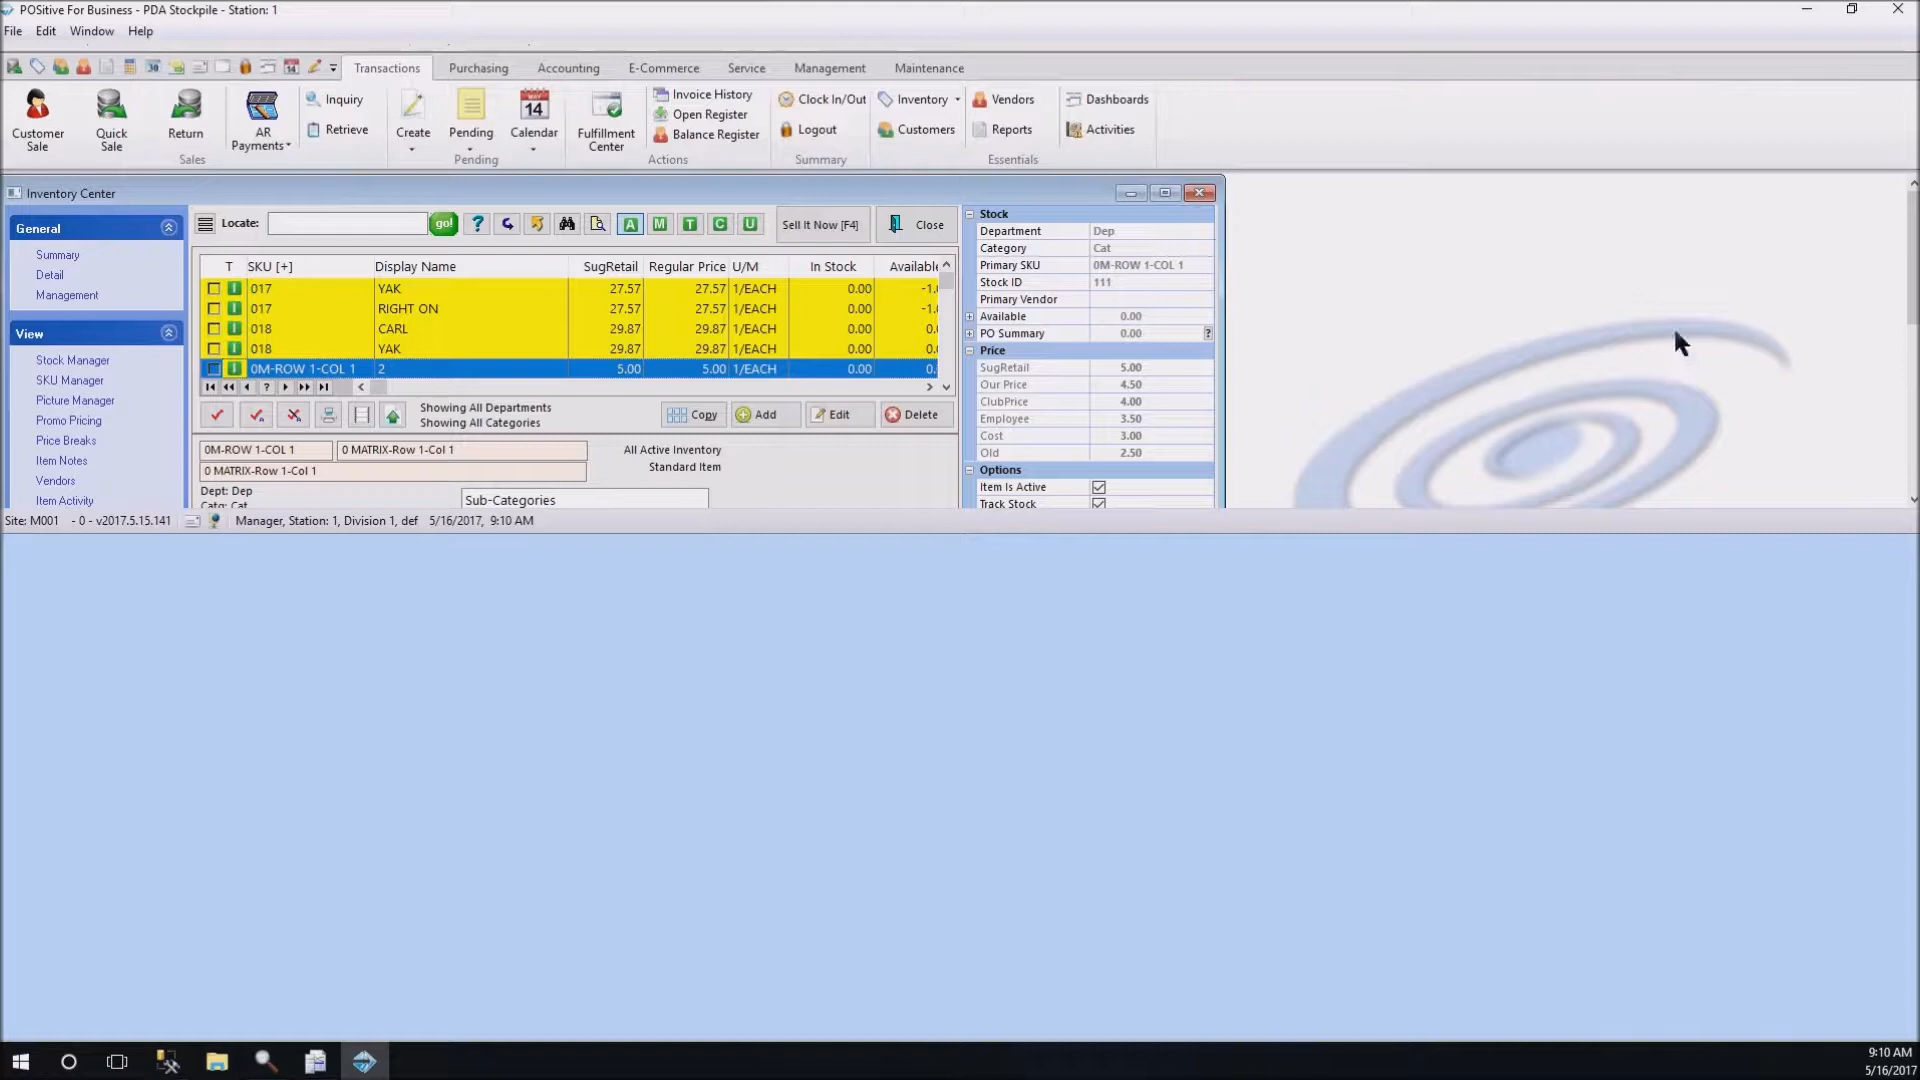 POSitive For Business - PDA Stockpile - Station: 1
File Edit Window Help
Transactions Purchasing Accounting E-Commerce Service Management Maintenance
Customer Sale
Quick Sale
Return
AR Payments
Inquiry
Retrieve
Sales
Create
Pending
Calendar
14
Pending
Fulfillment Center
Invoice History
Open Register
Balance Register
Actions
Clock In/Out
Logout
Summary
Inventory
Customers
Vendors
Reports
Dashboards
Activities
Essentials
Inventory Center
General
Summary
Detail
Management
View
Stock Manager
SKU Manager
Picture Manager
Promo Pricing
Price Breaks
Item Notes
Vendors
Item Activity
Locate: go! ? A M T C U Sell It Now [F4] Close
T SKU [+] Display Name SugRetail Regular Price U/M In Stock Available
I 017 YAK 27.57 27.57 1/EACH 0.00
I 017 RIGHT ON 27.57 27.57 1/EACH 0.00
I 018 CARL 29.87 29.87 1/EACH 0.00
I 018 YAK 29.87 29.87 1/EACH 0.00
I 0M-ROW 1-COL 1 2 5.00 5.00 1/EACH 0.00
Showing All Departments
Showing All Categories
Copy Add Edit Delete
0M-ROW 1-COL 1 0 MATRIX-Row 1-Col 1 All Active Inventory
0 MATRIX-Row 1-Col 1 Standard Item
Dept: Dep
Catg: Cat
Sub-Categories
Stock
Department Dep
Category Cat
Primary SKU 0M-ROW 1-COL 1
Stock ID 111
Primary Vendor
Available 0.00
PO Summary 0.00 ?
Price
SugRetail 5.00
Our Price 4.50
ClubPrice 4.00
Employee 3.50
Cost 3.00
Old 2.50
Options
Item Is Active
Track Stock
Site: M001 - 0 - v2017.5.15.141 Manager, Station: 1, Division 1, def 5/16/2017, 9:10 AM
9:10 AM
5/16/2017